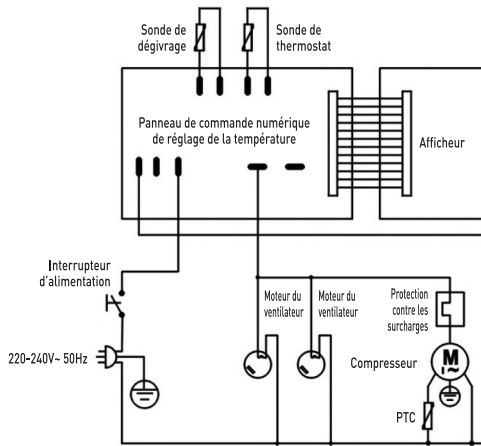 Sonde de
dégivrage
Sonde de
thermostat
Panneau de commande numérique
de réglage de la température
Afficheur
Interrupteur
d'alimentation
Moteur du
ventilateur
Moteur du
ventilateur
Protection
contre les
surcharges
220-240V~ 50Hz
Compresseur
M
1~
PTC